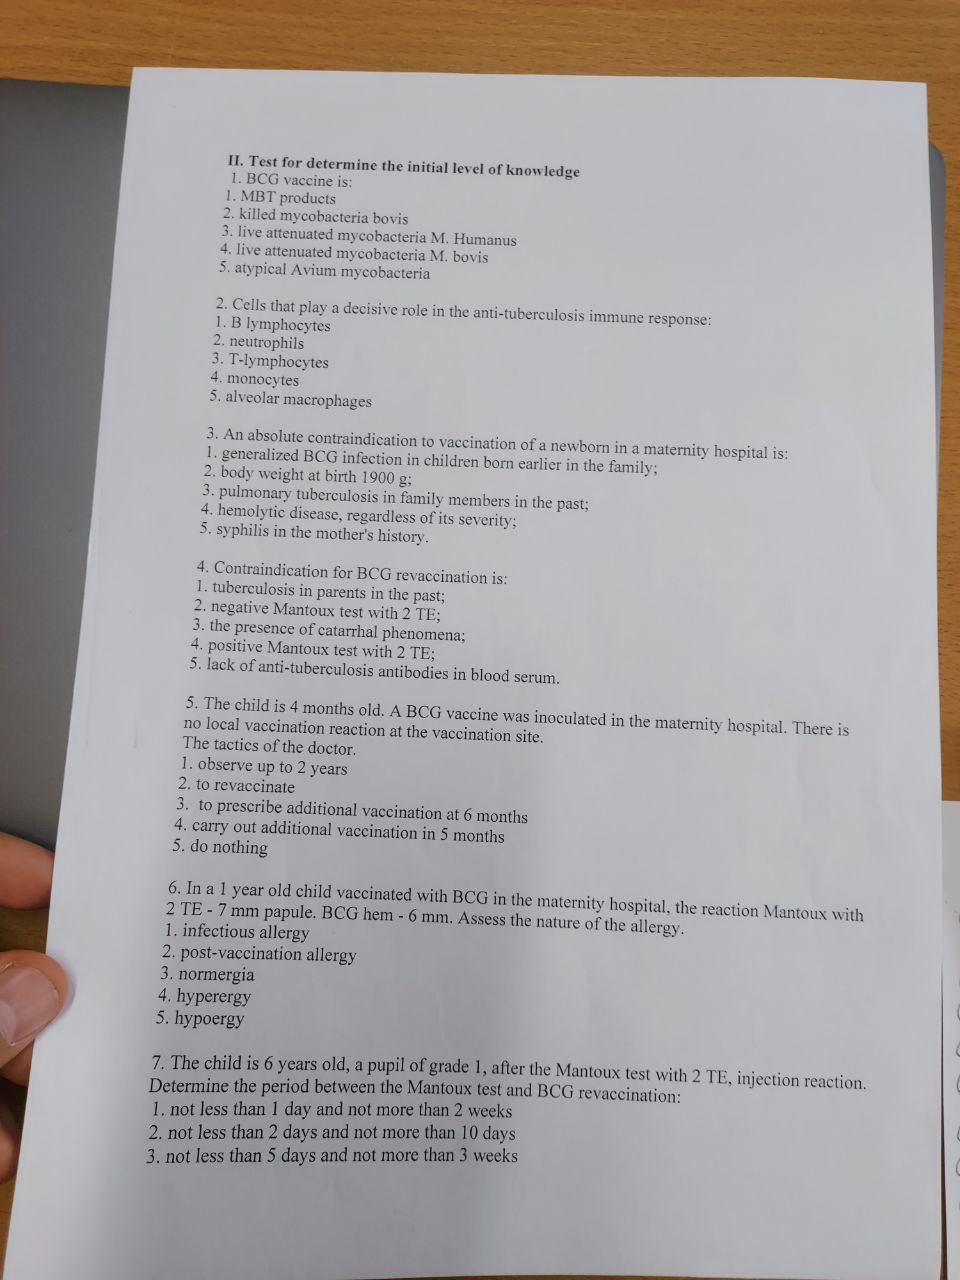 II. Test for determine the initial level of knowledge
1. BCG vaccine is:
1. MBT products
2. killed mycobacteria bovis
3. live attenuated mycobacteria M. Humanus
4. live attenuated mycobacteria M. bovis
5. atypical Avium mycobacteria
2. Cells that play a decisive role in the anti-tuberculosis immune response:
1. B lymphocytes
2. neutrophils
3. T-lymphocytes
4. monocytes
5. alveolar macrophages
3. An absolute contraindication to vaccination of a newborn in a maternity hospital is:
1. generalized BCG infection in children born earlier in the family;
2. body weight at birth 1900 g;
3. pulmonary tuberculosis in family members in the past;
4. hemolytic disease, regardless of its severity;
5. syphilis in the mother's history.
4. Contraindication for BCG revaccination is:
1. tuberculosis in parents in the past;
2. negative Mantoux test with 2 TE;
3. the presence of catarrhal phenomena;
4. positive Mantoux test with 2 TE;
5. lack of anti-tuberculosis antibodies in blood serum.
5. The child is 4 months old. A BCG vaccine was inoculated in the maternity hospital. There is
no local vaccination reaction at the vaccination site.
The tactics of the doctor.
1. observe up to 2 years
2. to revaccinate
3. to prescribe additional vaccination at 6 months
4. carry out additional vaccination in 5 months
5. do nothing
6. In a 1 year old child vaccinated with BCG in the maternity hospital, the reaction Mantoux with
2 TE - 7 mm papule. BCG hem - 6 mm. Assess the nature of the allergy.
1. infectious allergy
2. post-vaccination allergy
3. normergia
4. hyperergy
5. hypoergy
7. The child is 6 years old, a pupil of grade 1, after the Mantoux test with 2 TE, injection reaction.
Determine the period between the Mantoux test and BCG revaccination:
1. not less than 1 day and not more than 2 weeks
2. not less than 2 days and not more than 10 days
3. not less than 5 days and not more than 3 weeks